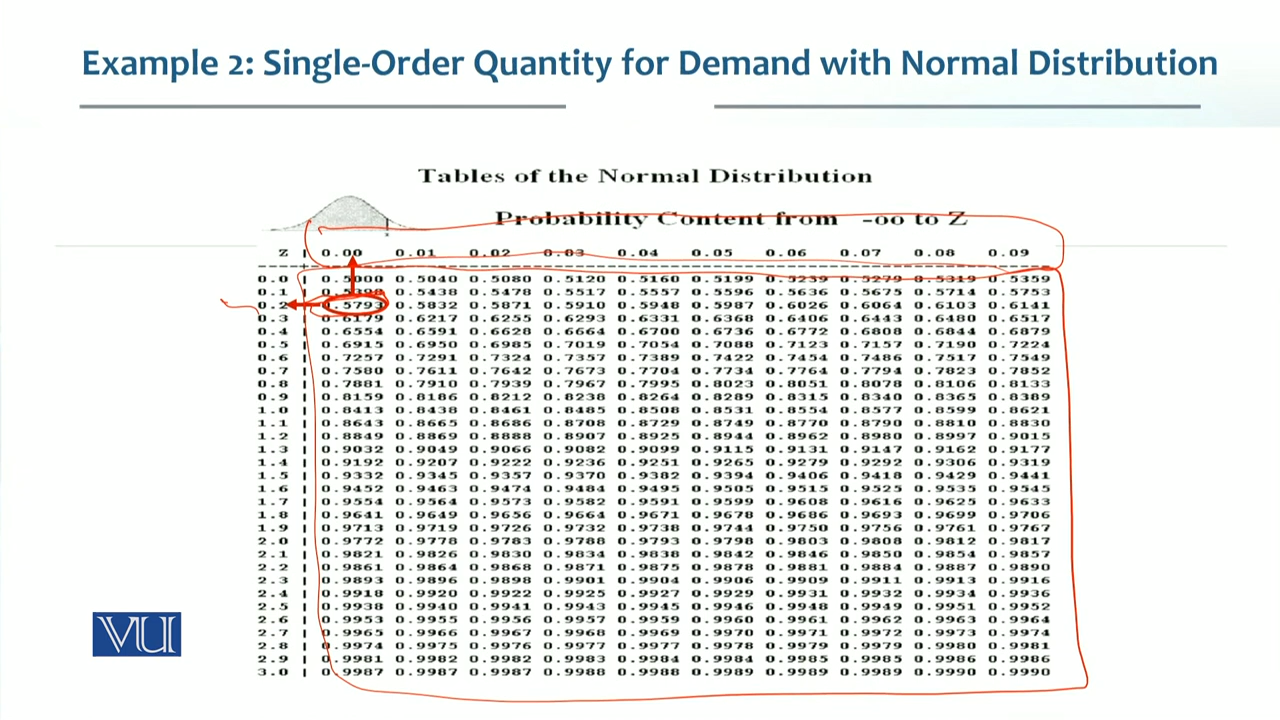 Example 2: Single-Order Quantity for Demand with Normal Distribution
Tables of the Normal Distribution
Probability Content from -oo to Z
Z | 0.00 0.01 0.02 0.03 0.04 0.05 0.06 0.07 0.08 0.09
0.0 | 0.5000 0.5040 0.5080 0.5120 0.5160 0.5199 0.5239 0.5279 0.5319 0.5359
0.1 | 0.5398 0.5438 0.5478 0.5517 0.5557 0.5596 0.5636 0.5675 0.5714 0.5753
0.2 | 0.5793 0.5832 0.5871 0.5910 0.5948 0.5987 0.6026 0.6064 0.6103 0.6141
0.3 | 0.6179 0.6217 0.6255 0.6293 0.6331 0.6368 0.6406 0.6443 0.6480 0.6517
0.4 | 0.6554 0.6591 0.6628 0.6664 0.6700 0.6736 0.6772 0.6808 0.6844 0.6879
0.5 | 0.6915 0.6950 0.6985 0.7019 0.7054 0.7088 0.7123 0.7157 0.7190 0.7224
0.6 | 0.7257 0.7291 0.7324 0.7357 0.7389 0.7422 0.7454 0.7486 0.7517 0.7549
0.7 | 0.7580 0.7611 0.7642 0.7673 0.7704 0.7734 0.7764 0.7794 0.7823 0.7852
0.8 | 0.7881 0.7910 0.7939 0.7967 0.7995 0.8023 0.8051 0.8078 0.8106 0.8133
0.9 | 0.8159 0.8186 0.8212 0.8238 0.8264 0.8289 0.8315 0.8340 0.8365 0.8389
1.0 | 0.8413 0.8438 0.8461 0.8485 0.8508 0.8531 0.8554 0.8577 0.8599 0.8621
1.1 | 0.8643 0.8665 0.8686 0.8708 0.8729 0.8749 0.8770 0.8790 0.8810 0.8830
1.2 | 0.8849 0.8869 0.8888 0.8907 0.8925 0.8944 0.8962 0.8980 0.8997 0.9015
1.3 | 0.9032 0.9049 0.9066 0.9082 0.9099 0.9115 0.9131 0.9147 0.9162 0.9177
1.4 | 0.9192 0.9207 0.9222 0.9236 0.9251 0.9265 0.9279 0.9292 0.9306 0.9319
1.5 | 0.9332 0.9345 0.9357 0.9370 0.9382 0.9394 0.9406 0.9418 0.9429 0.9441
1.6 | 0.9452 0.9463 0.9474 0.9484 0.9495 0.9505 0.9515 0.9525 0.9535 0.9545
1.7 | 0.9554 0.9564 0.9573 0.9582 0.9591 0.9599 0.9608 0.9616 0.9625 0.9633
1.8 | 0.9641 0.9649 0.9656 0.9664 0.9671 0.9678 0.9686 0.9693 0.9699 0.9706
1.9 | 0.9713 0.9719 0.9726 0.9732 0.9738 0.9744 0.9750 0.9756 0.9761 0.9767
2.0 | 0.9772 0.9778 0.9783 0.9788 0.9793 0.9798 0.9803 0.9808 0.9812 0.9817
2.1 | 0.9821 0.9826 0.9830 0.9834 0.9838 0.9842 0.9846 0.9850 0.9854 0.9857
2.2 | 0.9861 0.9864 0.9868 0.9871 0.9875 0.9878 0.9881 0.9884 0.9887 0.9890
2.3 | 0.9893 0.9896 0.9898 0.9901 0.9904 0.9906 0.9909 0.9911 0.9913 0.9916
2.4 | 0.9918 0.9920 0.9922 0.9925 0.9927 0.9929 0.9931 0.9932 0.9934 0.9936
2.5 | 0.9938 0.9940 0.9941 0.9943 0.9945 0.9946 0.9948 0.9949 0.9951 0.9952
2.6 | 0.9953 0.9955 0.9956 0.9957 0.9959 0.9960 0.9961 0.9962 0.9963 0.9964
2.7 | 0.9965 0.9966 0.9967 0.9968 0.9969 0.9970 0.9971 0.9972 0.9973 0.9974
2.8 | 0.9974 0.9975 0.9976 0.9977 0.9977 0.9978 0.9979 0.9979 0.9980 0.9981
2.9 | 0.9981 0.9982 0.9982 0.9983 0.9984 0.9984 0.9985 0.9985 0.9986 0.9986
3.0 | 0.9987 0.9987 0.9987 0.9988 0.9988 0.9989 0.9989 0.9989 0.9990 0.9990
VU